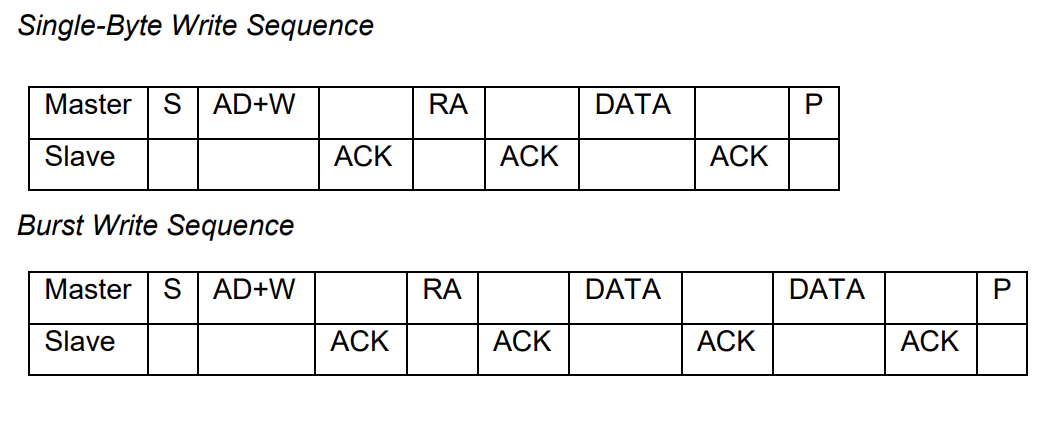 Single-Byte Write Sequence
Master S AD+W RA DATA P
Slave ACK ACK ACK
Burst Write Sequence
Master S AD+W RA DATA DATA P
Slave ACK ACK ACK ACK